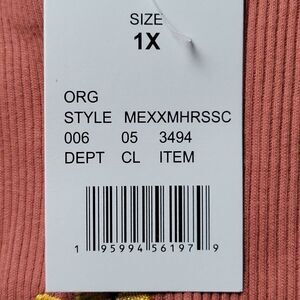 SIZE
1X
ORG
STYLE MEXXMHRSSC
006 05 3494
DEPT CL ITEM
1 95994 56197 9